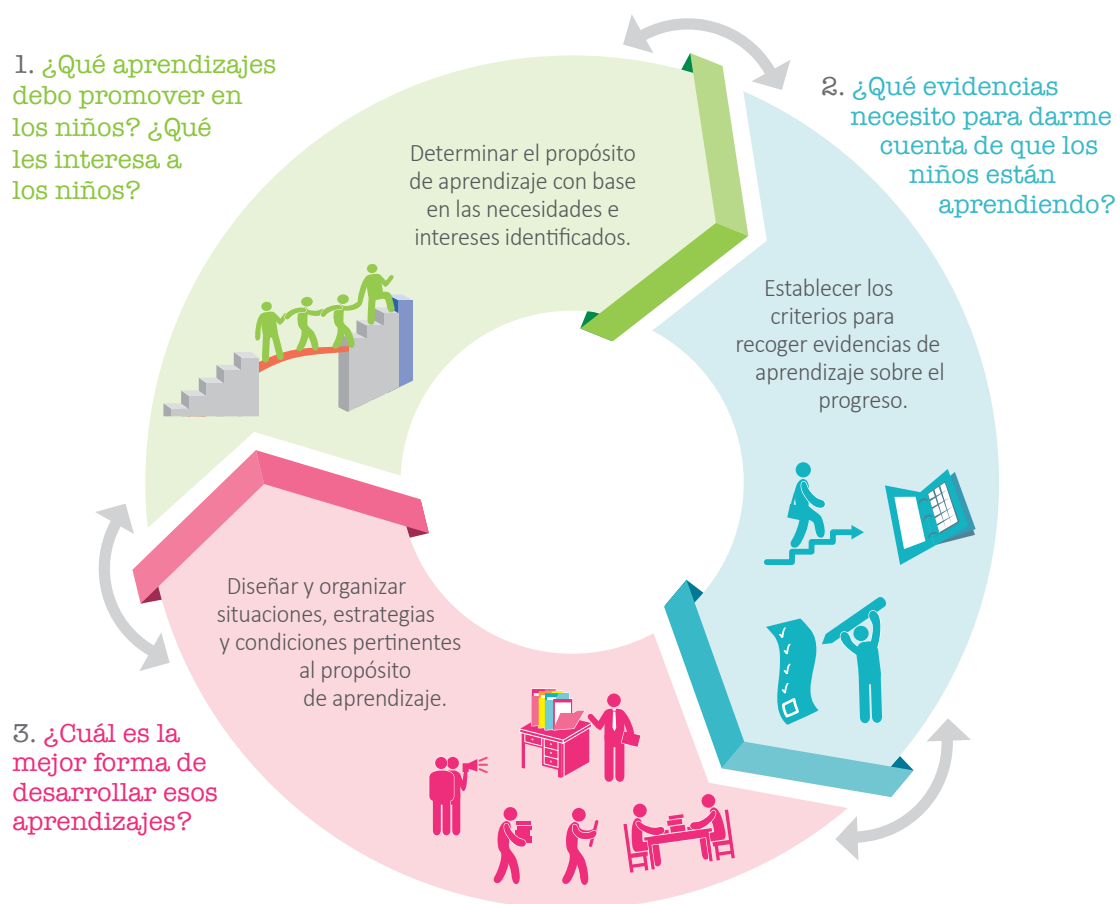 1. ¿Qué aprendizajes
debo promover en
los niños? ¿Qué
les interesa a
los niños?
Determinar el propósito
de aprendizaje con base
en las necesidades e
intereses identificados.
2. ¿Qué evidencias
necesito para darme
cuenta de que los
niños están
aprendiendo?
Establecer los
criterios para
recoger evidencias de
aprendizaje sobre el
progreso.
3. ¿Cuál es la
mejor forma de
desarrollar esos
aprendizajes?
Diseñar y organizar
situaciones, estrategias
y condiciones pertinentes
al propósito
de aprendizaje.